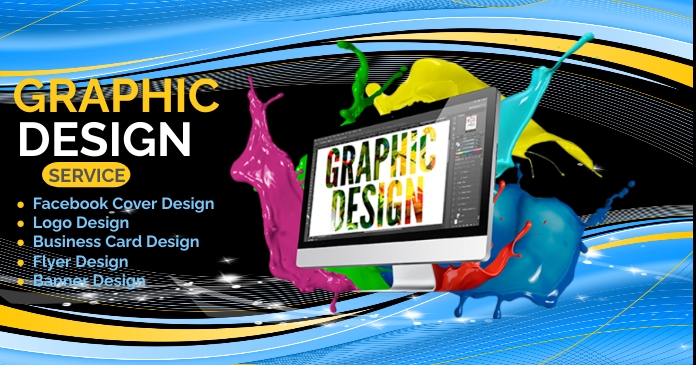 GRAPHIC
DESIGN
SERVICE
Facebook Cover Design
Logo Design
Business Card Design
Flyer Design
Banner Design
GRAPHIC
DESIGN